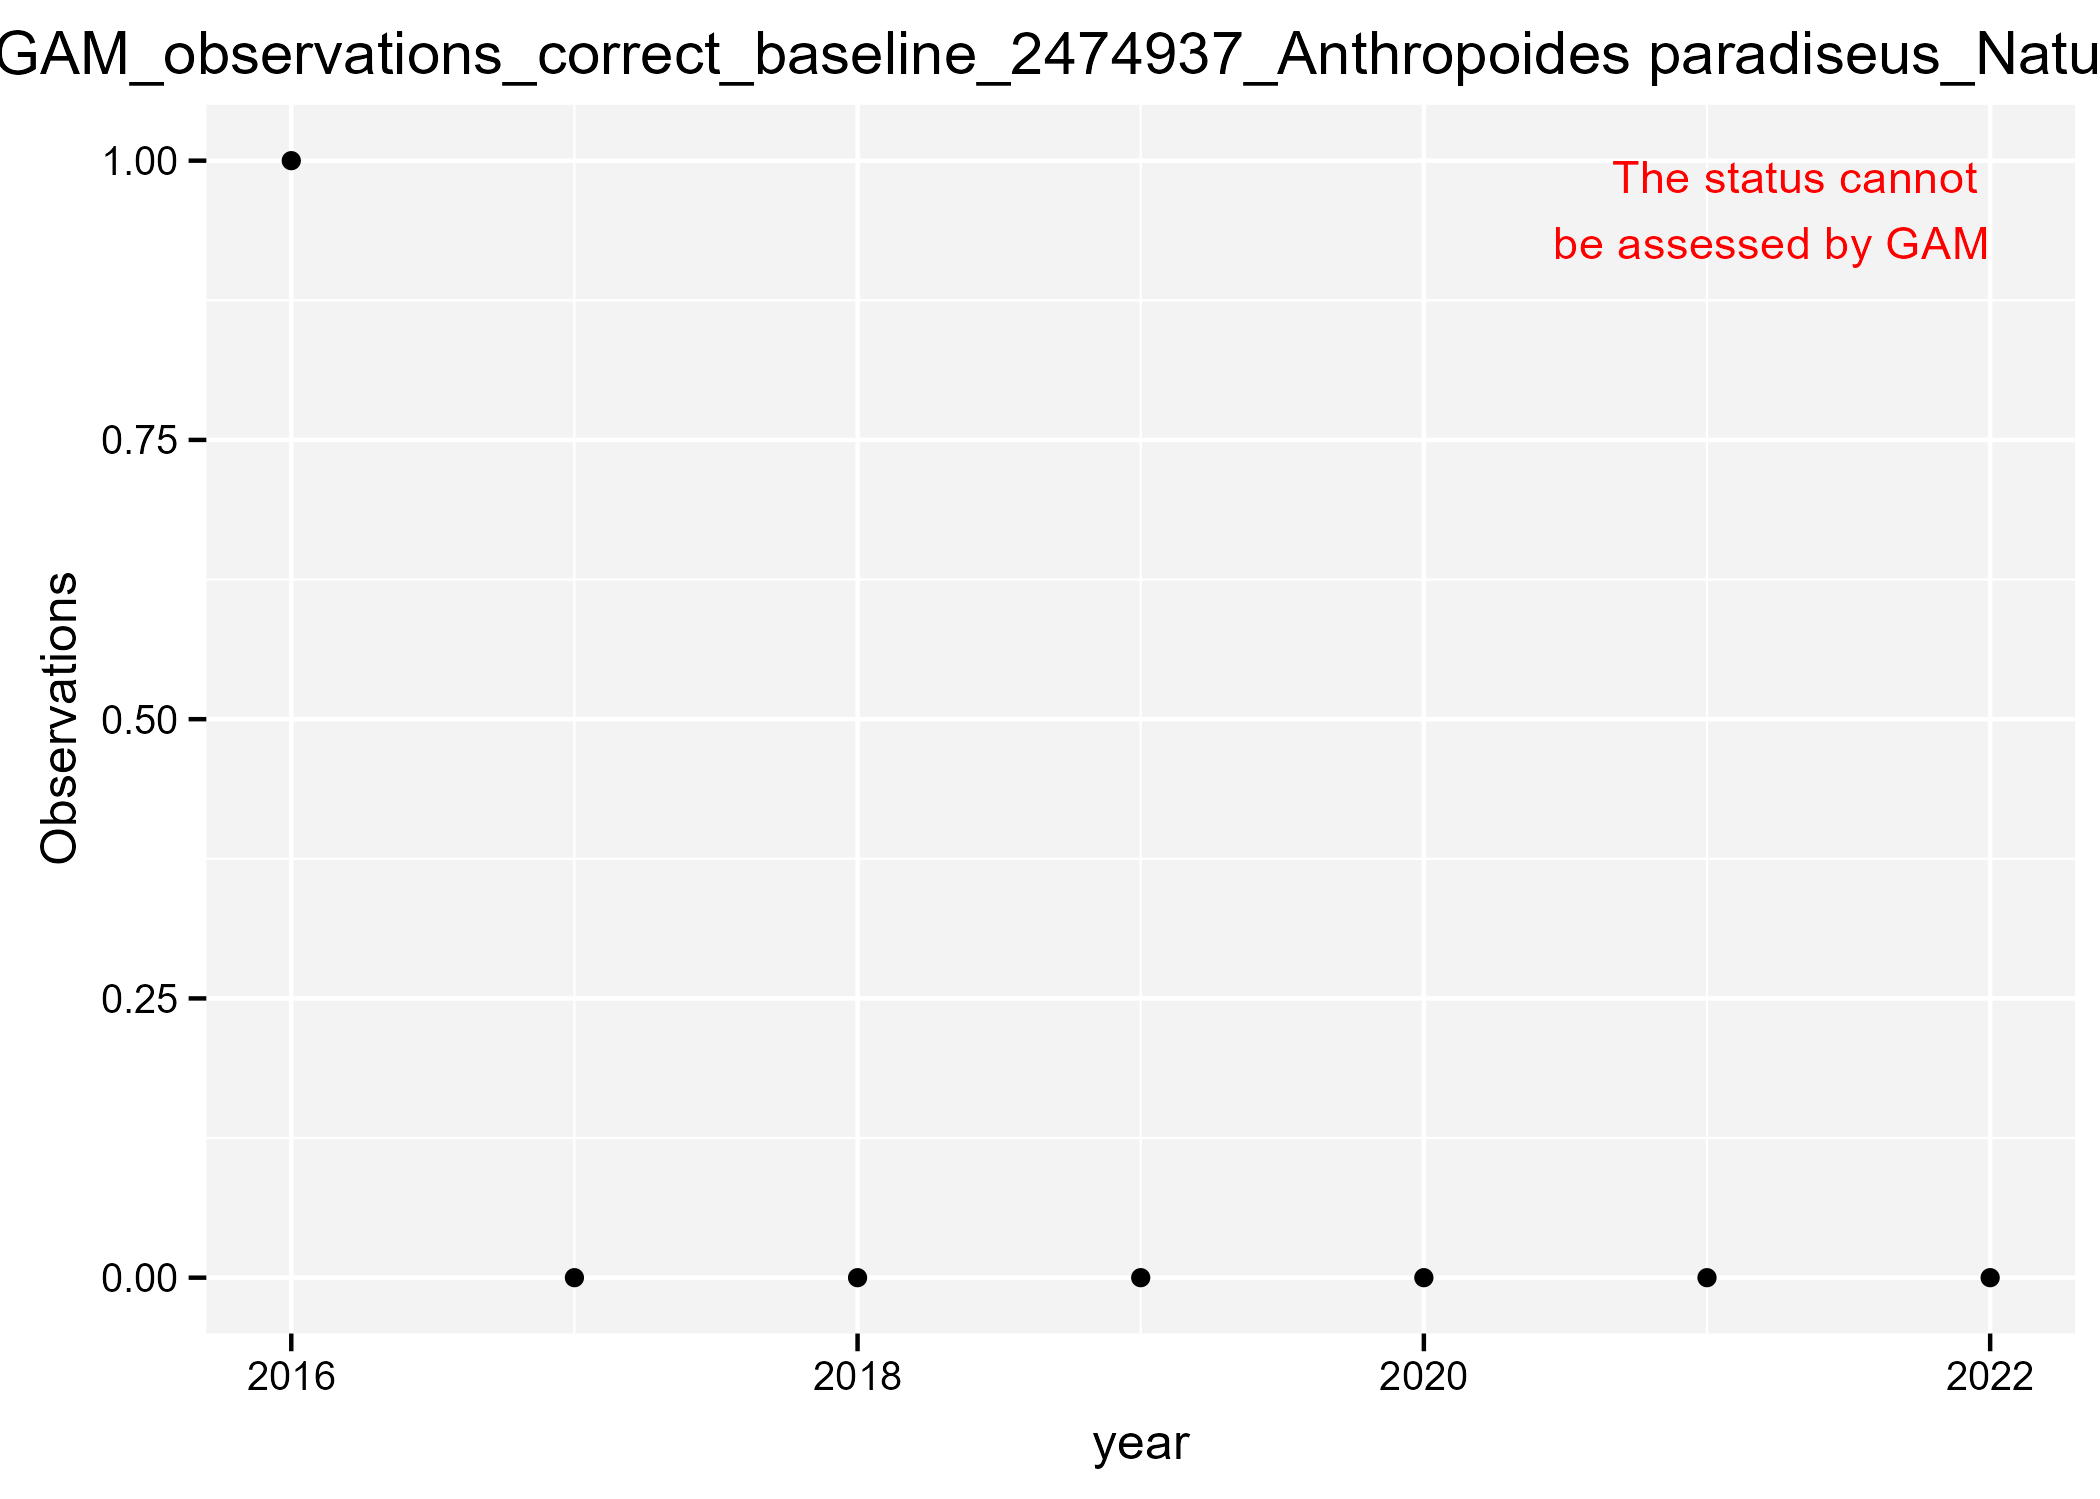 GAM_observations_correct_baseline_2474937_Anthropoides paradiseus_Natu
The status cannot
be assessed by GAM
1.00
0.75
0.50
0.25
0.00
Observations
2016 2018 2020 2022
year